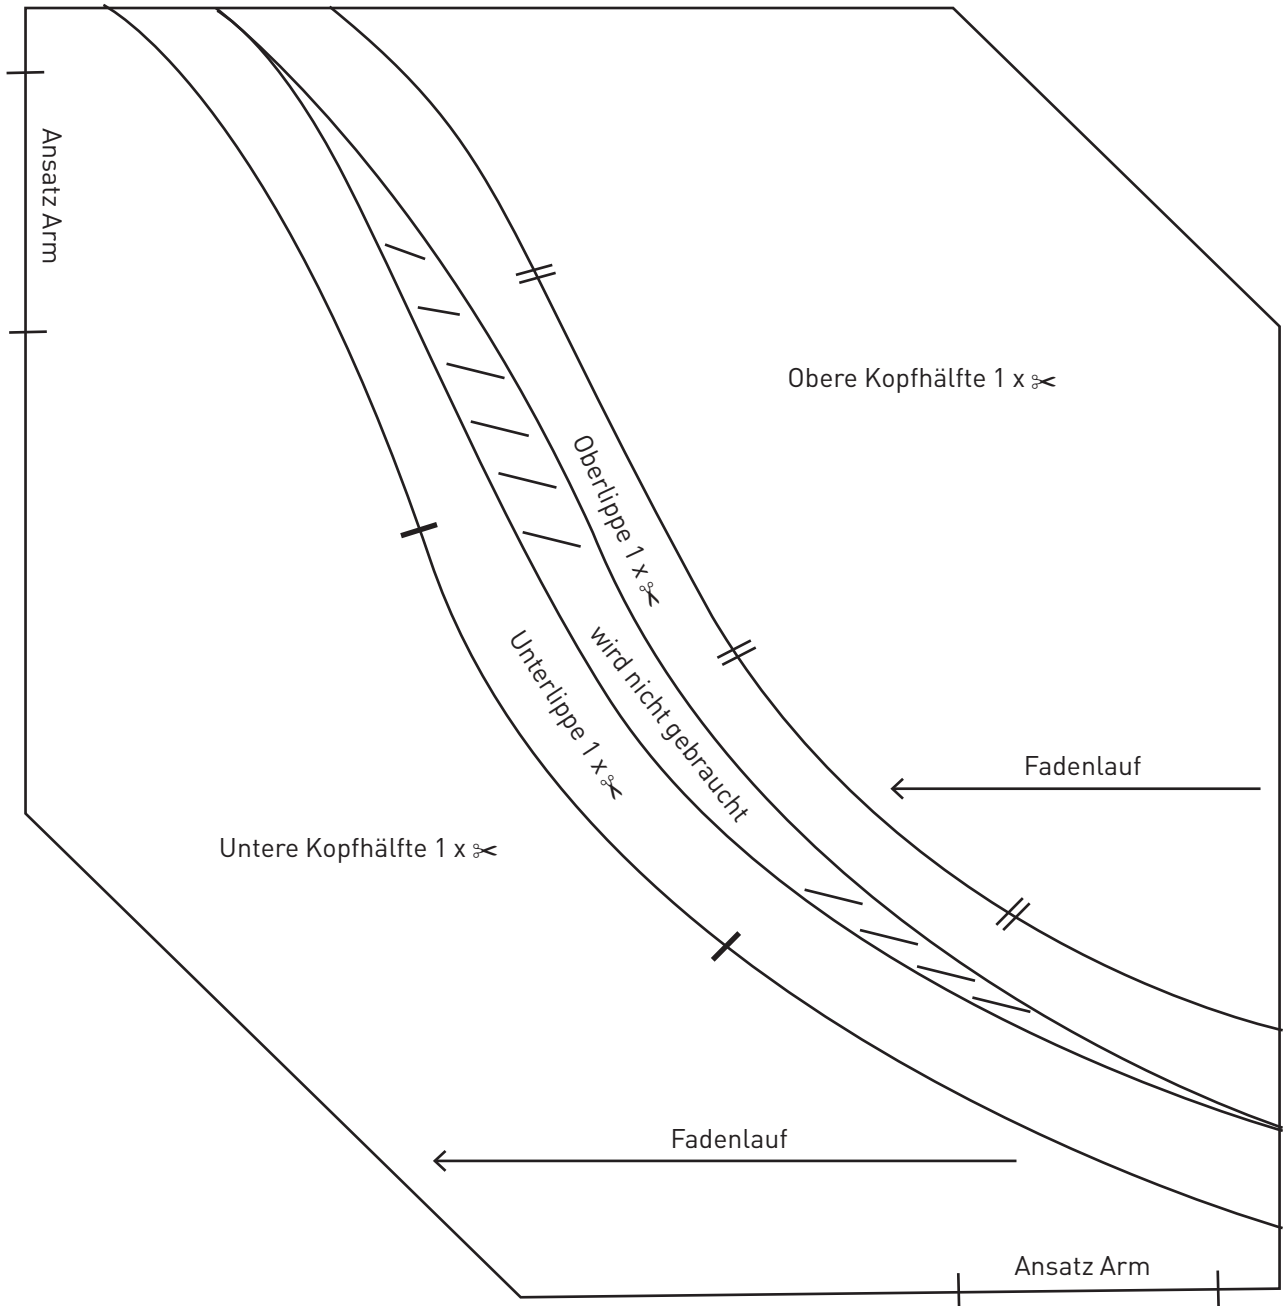 Ansatz Arm
Obere Kopfhälfte 1 x ✂
Oberlippe 1 x ✂
wird nicht gebraucht
Unterlippe 1 x ✂
Fadenlauf
Untere Kopfhälfte 1 x ✂
Fadenlauf
Ansatz Arm